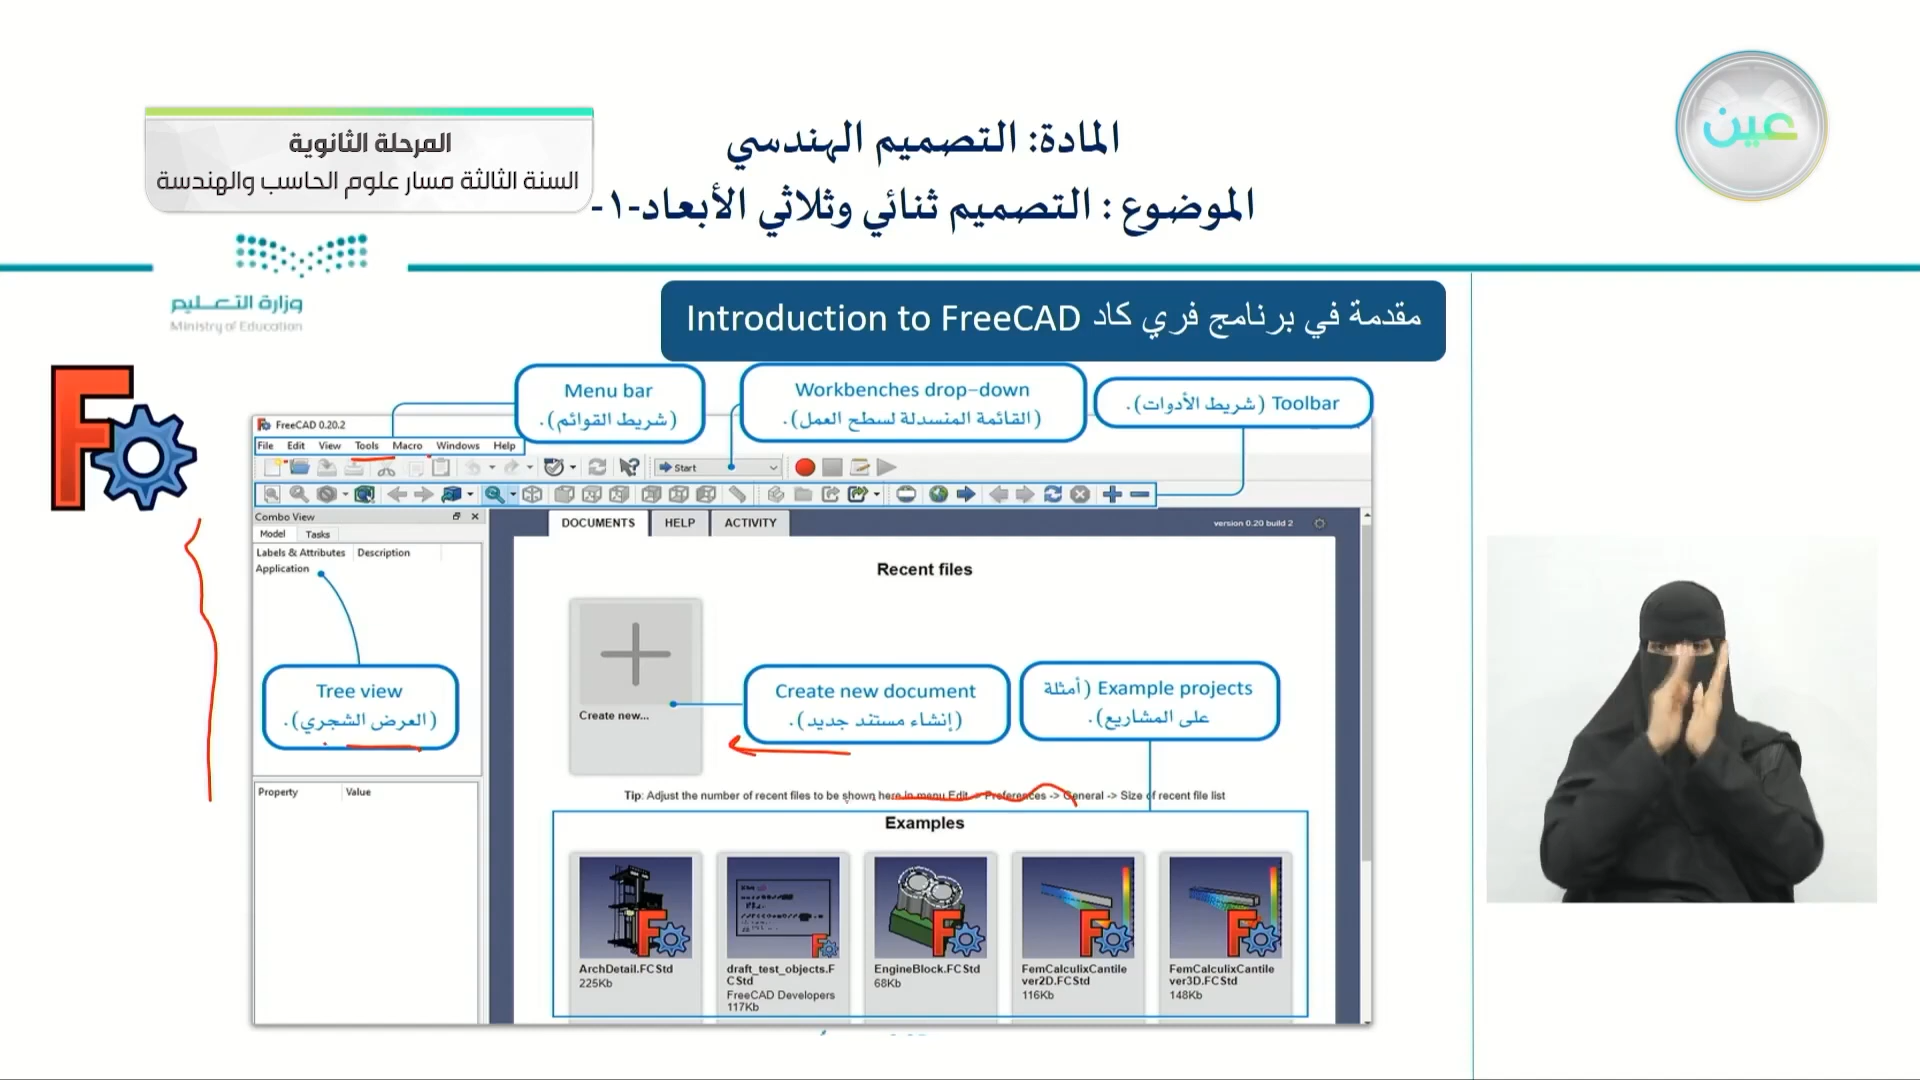 عين
المادة: التصميم الهندسي
الموضوع : التصميم ثنائي وثلاثي الأبعاد-١-
المرحلة الثانوية
السنة الثالثة مسار علوم الحاسب والهندسة
وزارة التعليم
Ministry of Education
مقدمة في برنامج فري كاد Introduction to FreeCAD
Menu bar
(شريط القوائم).
Workbenches drop-down
(القائمة المنسدلة لسطح العمل).
Toolbar (شريط الأدوات).
FreeCAD 0.20.2
File Edit View Tools Macro Windows Help
Start
Combo View
Model Tasks
Labels & Attributes Description
Application
DOCUMENTS HELP ACTIVITY
version 0.20 build 2
Recent files
Create new...
Tree view
(العرض الشجري).
Create new document
(إنشاء مستند جديد).
Example projects (أمثلة
على المشاريع).
Property Value
Tip: Adjust the number of recent files to be shown here in menu Edit -> Preferences -> General -> Size of recent file list
Examples
ArchDetail.FCStd
225Kb
draft_test_objects.F
CStd
FreeCAD Developers
117Kb
EngineBlock.FCStd
68Kb
FemCalculixCantile
ver2D.FCStd
116Kb
FemCalculixCantile
ver3D.FCStd
148Kb